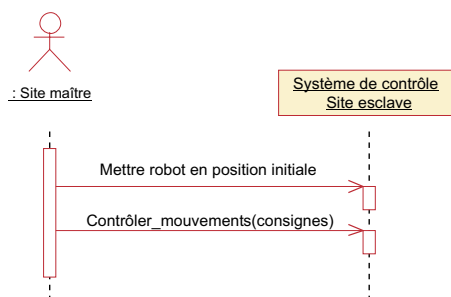 : Site maître
Système de contrôle
Site esclave
Mettre robot en position initiale
Contrôler_mouvements(consignes)